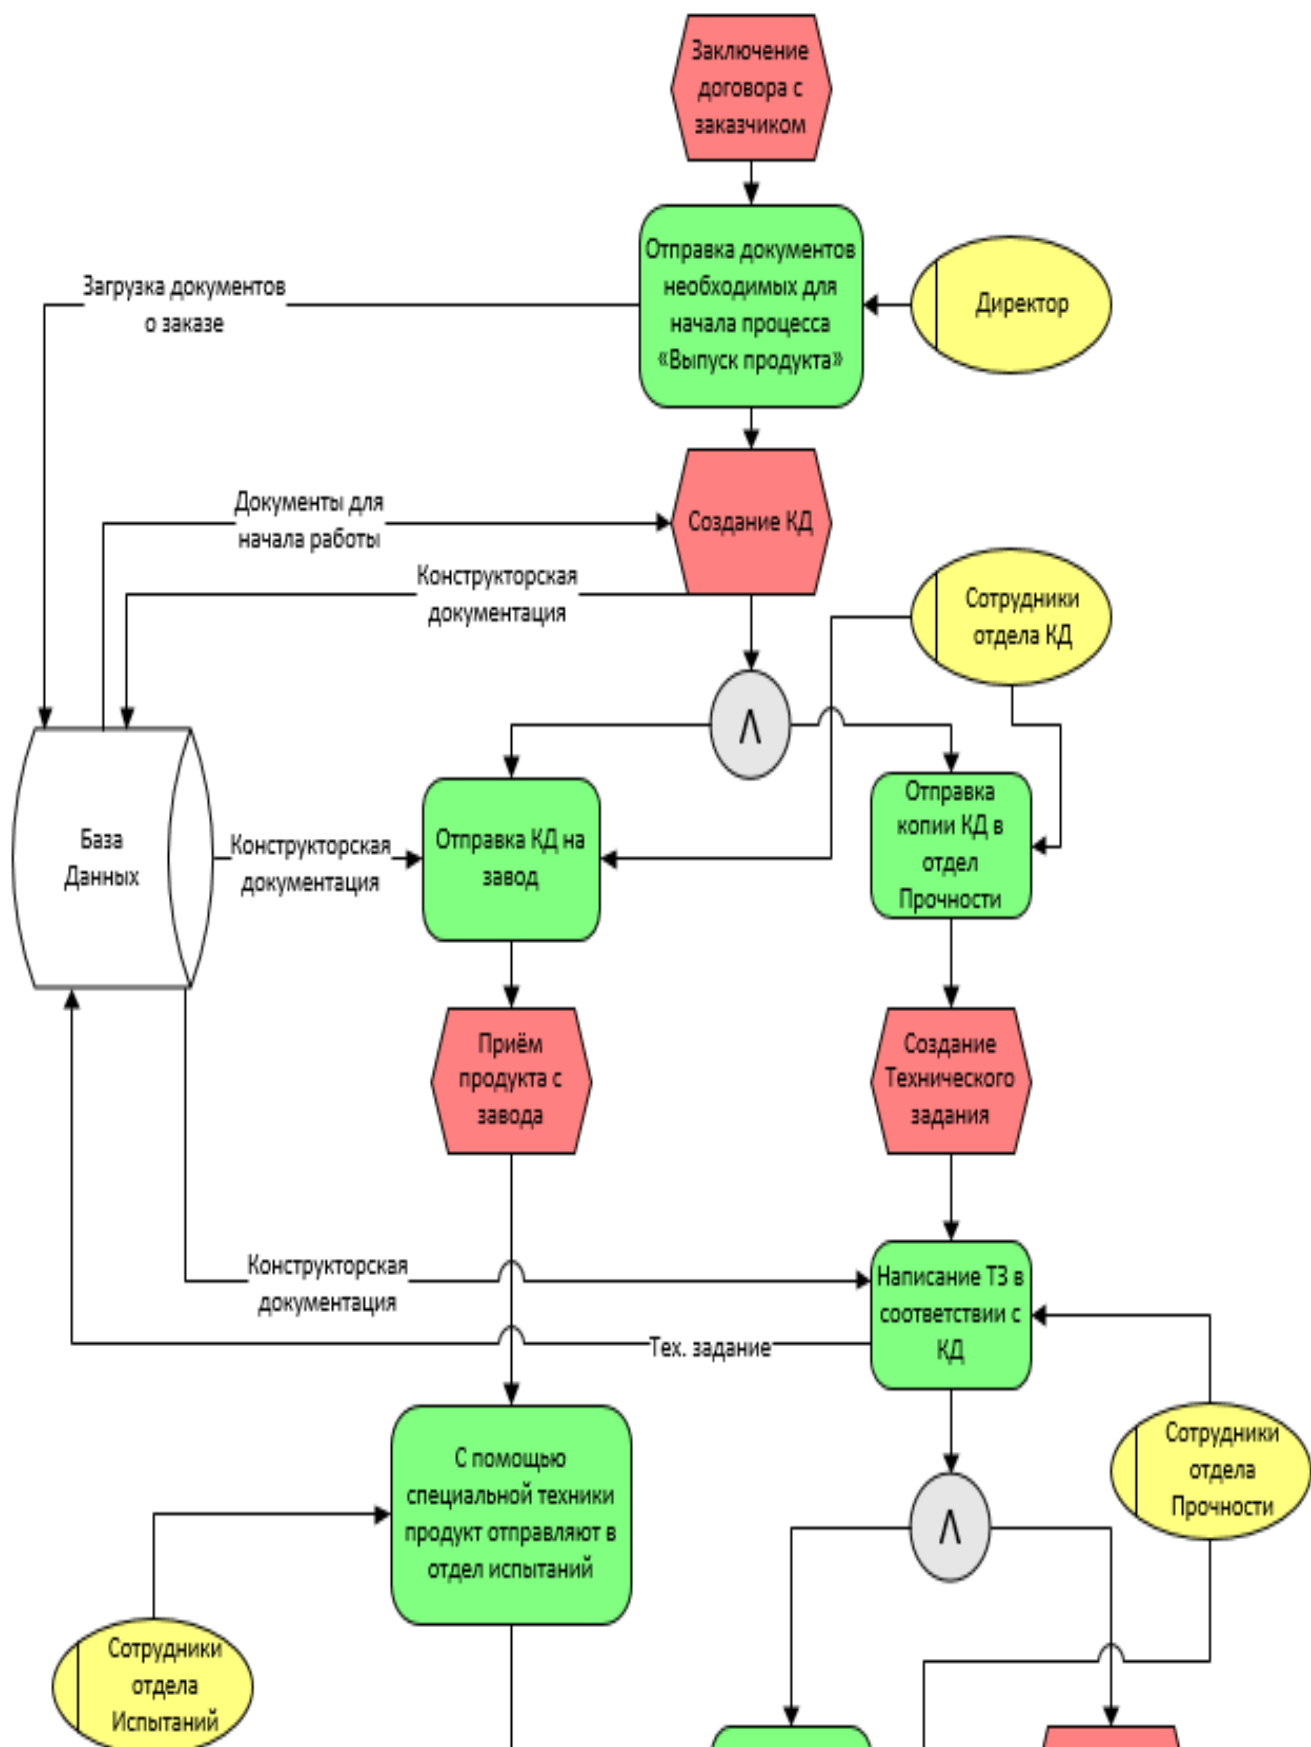 Заключение
договора с
заказчиком
Отправка документов
необходимых для
начала процесса
«Выпуск продукта»
Директор
Загрузка документов
о заказе
Документы для
начала работы
Создание КД
Конструкторская
документация
Сотрудники
отдела КД
Λ
База
Данных
Конструкторская
документация
Отправка КД на
завод
Отправка
копии КД в
отдел
Прочности
Приём
продукта с
завода
Создание
Технического
задания
Конструкторская
документация
Написание ТЗ в
соответствии с
КД
Тех. задание
С помощью
специальной техники
продукт отправляют в
отдел испытаний
Сотрудники
отдела
Прочности
Λ
Сотрудники
отдела
Испытаний